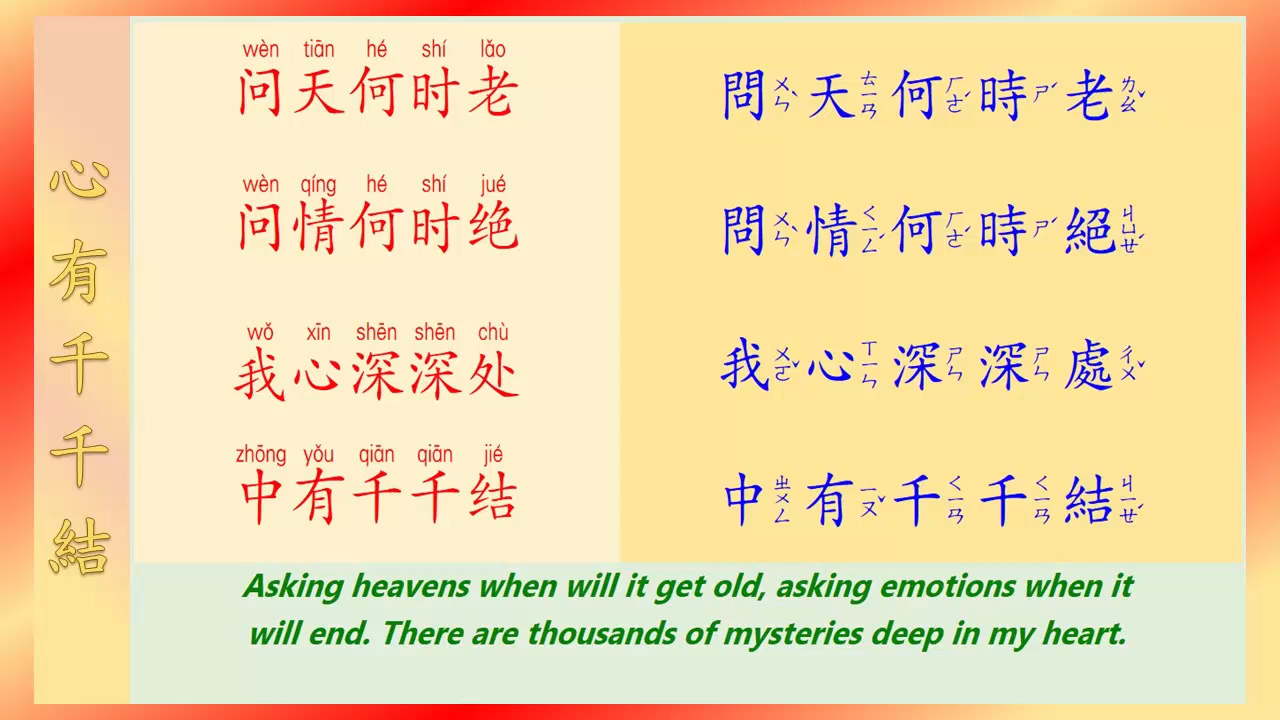 心有千千結
wèn tiān hé shí lǎo
问天何时老
wèn qíng hé shí jué
问情何时绝
wǒ xīn shēn shēn chù
我心深深处
zhōng yǒu qiān qiān jié
中有千千结
問ㄨㄣˋ天ㄊㄧㄢ何ㄏㄜˊ時ㄕˊ老ㄌㄠˇ
問ㄨㄣˋ情ㄑㄧㄥˊ何ㄏㄜˊ時ㄕˊ絕ㄐㄩㄝˊ
我ㄨㄛˇ心ㄒㄧㄣ深ㄕㄣ深ㄕㄣ處ㄔㄨˇ
中ㄓㄨㄥ有ㄧㄡˇ千ㄑㄧㄢ千ㄑㄧㄢ結ㄐㄧㄝˊ
Asking heavens when will it get old, asking emotions when it
will end. There are thousands of mysteries deep in my heart.